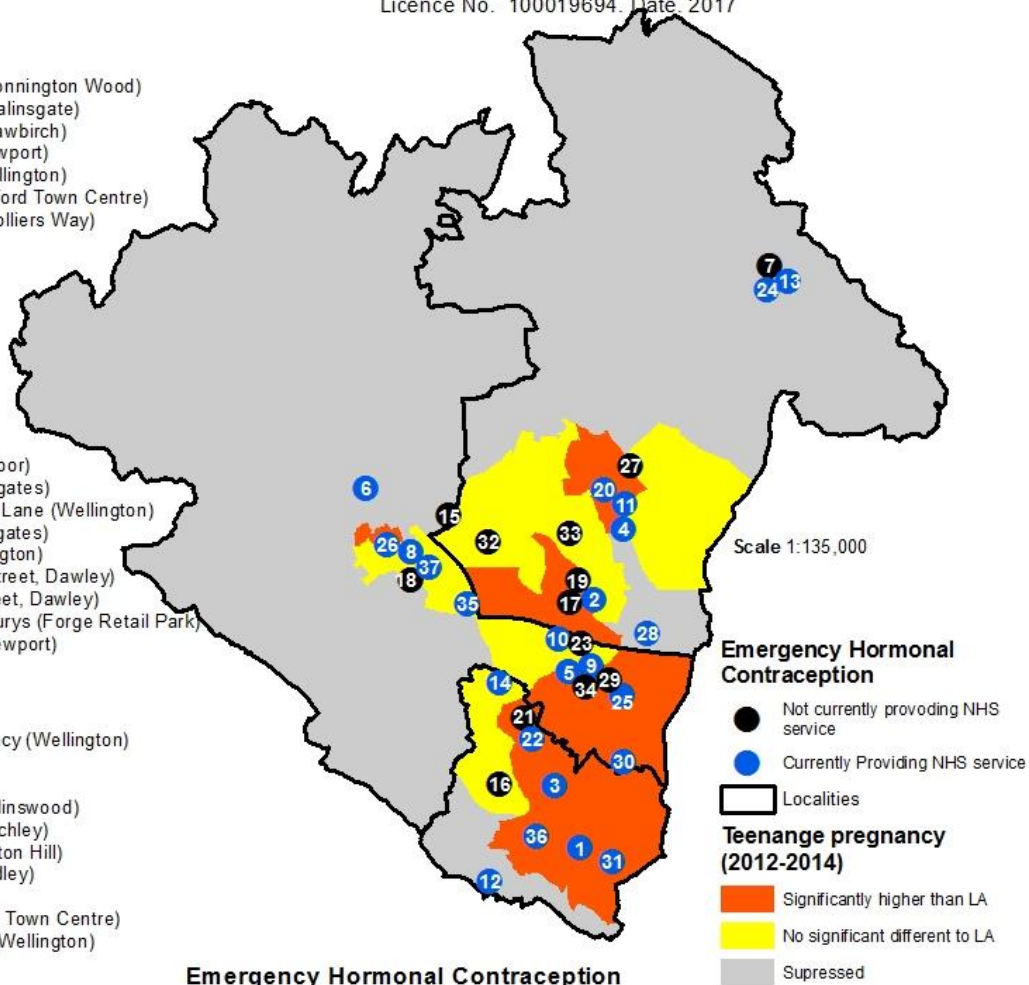 Licence No. 100019694. Date. 2017
onnington Wood)
alinsgate)
awbirch)
wport)
llington)
ford Town Centre)
olliers Way)
7
13
24
oor)
gates)
Lane (Wellington)
gates)
gton)
treet, Dawley)
eet, Dawley)
urys (Forge Retail Park)
ewport)
cy (Wellington)
linswood)
chley)
ton Hill)
dley)
Town Centre)
Wellington)
27
6
20
11
15
4
33
32
26
8
37
18
19
35
17
2
28
10
23
9
5
29
14
34
25
21
22
30
16
3
36
1
31
12
Scale 1:135,000
Emergency Hormonal
Contraception
Not currently provoding NHS
service
Currently Providing NHS service
Localities
Teenange pregnancy
(2012-2014)
Significantly higher than LA
No significant different to LA
Supressed
Emergency Hormonal Contraception